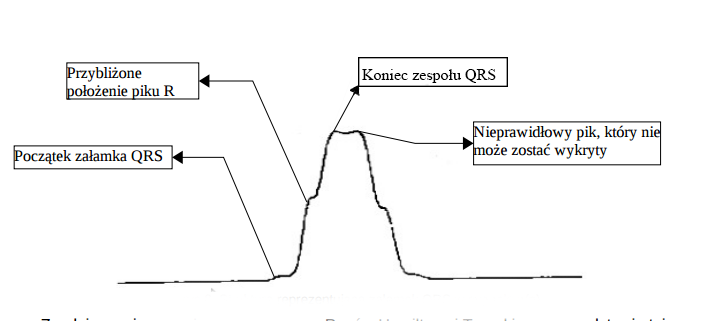 Przybliżone
położenie piku R
Koniec zespołu QRS
Nieprawidłowy pik, który nie
może zostać wykryty
Początek załamka QRS